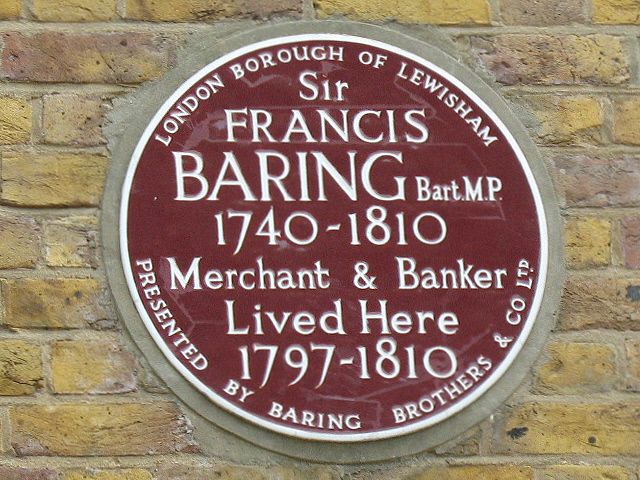 LONDON BOROUGH OF LEWISHAM
Sir
FRANCIS
BARING Bart.M.P.
1740-1810
Merchant & Banker
Lived Here
1797-1810
PRESENTED BY BARING BROTHERS & CO LTD